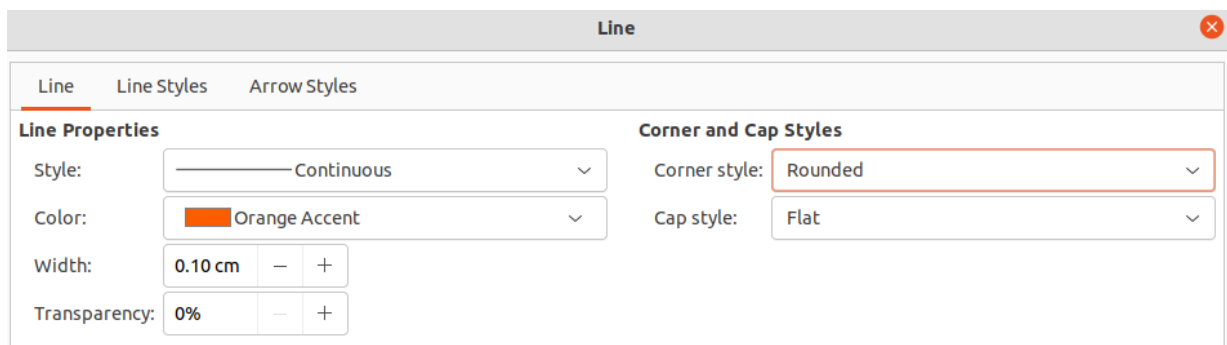 Line
Line Line Styles Arrow Styles
Line Properties
Style: Continuous
Color: Orange Accent
Width: 0.10 cm − +
Transparency: 0% − +
Corner and Cap Styles
Corner style: Rounded
Cap style: Flat